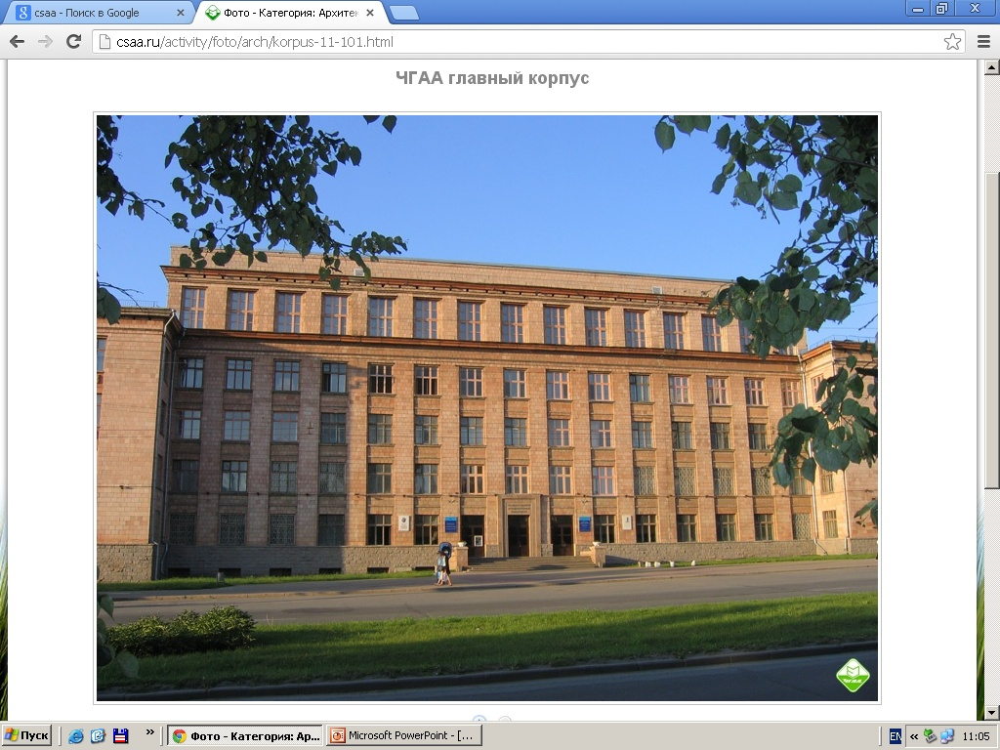 csaa - Поиск в Google
Фото - Категория: Архитек
csaa.ru/activity/foto/arch/korpus-11-101.html
ЧГАА главный корпус
ЧГАА
Пуск
»
Фото - Категория: Ар...
Microsoft PowerPoint - [...
EN
«
11:05